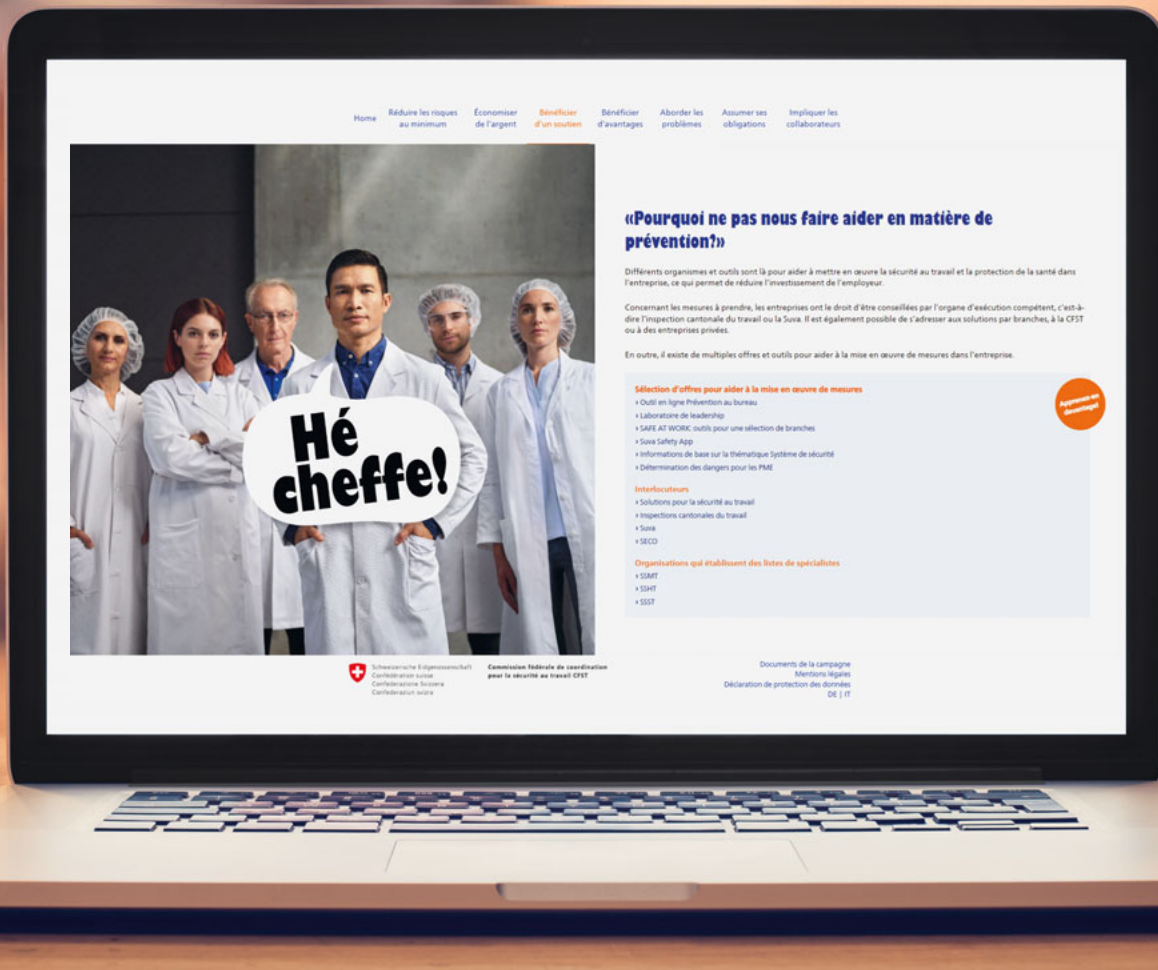 Home
Réduire les risques
au minimum
Économiser
de l'argent
Bénéficier
d'un soutien
Bénéficier
d'avantages
Aborder les
problèmes
Assumer ses
obligations
Impliquer les
collaborateurs
Hé
cheffe!
«Pourquoi ne pas nous faire aider en matière de
prévention?»
Différents organismes et outils sont là pour aider à mettre en œuvre la sécurité au travail et la protection de la santé dans
l'entreprise, ce qui permet de réduire l'investissement de l'employeur.
Concernant les mesures à prendre, les entreprises ont le droit d'être conseillées par l'organe d'exécution compétent, c'est-à-
dire l'inspection cantonale du travail ou la Suva. Il est également possible de s'adresser aux solutions par branches, à la CFST
ou à des entreprises privées.
En outre, il existe de multiples offres et outils pour aider à la mise en œuvre de mesures dans l'entreprise.
Sélection d'offres pour aider à la mise en œuvre de mesures
› Outil en ligne Prévention au bureau
› Laboratoire de leadership
› SAFE AT WORK: outils pour une sélection de branches
› Suva Safety App
› Informations de base sur la thématique Système de sécurité
› Détermination des dangers pour les PME
Apprenez-en
davantage!
Interlocuteurs
› Solutions pour la sécurité au travail
› Inspections cantonales du travail
› Suva
› SECO
Organisations qui établissent des listes de spécialistes
› SSMT
› SSHT
› SSST
Schweizerische Eidgenossenschaft
Confédération suisse
Confederazione Svizzera
Confederaziun svizra
Commission fédérale de coordination
pour la sécurité au travail CFST
Documents de la campagne
Mentions légales
Déclaration de protection des données
DE | IT